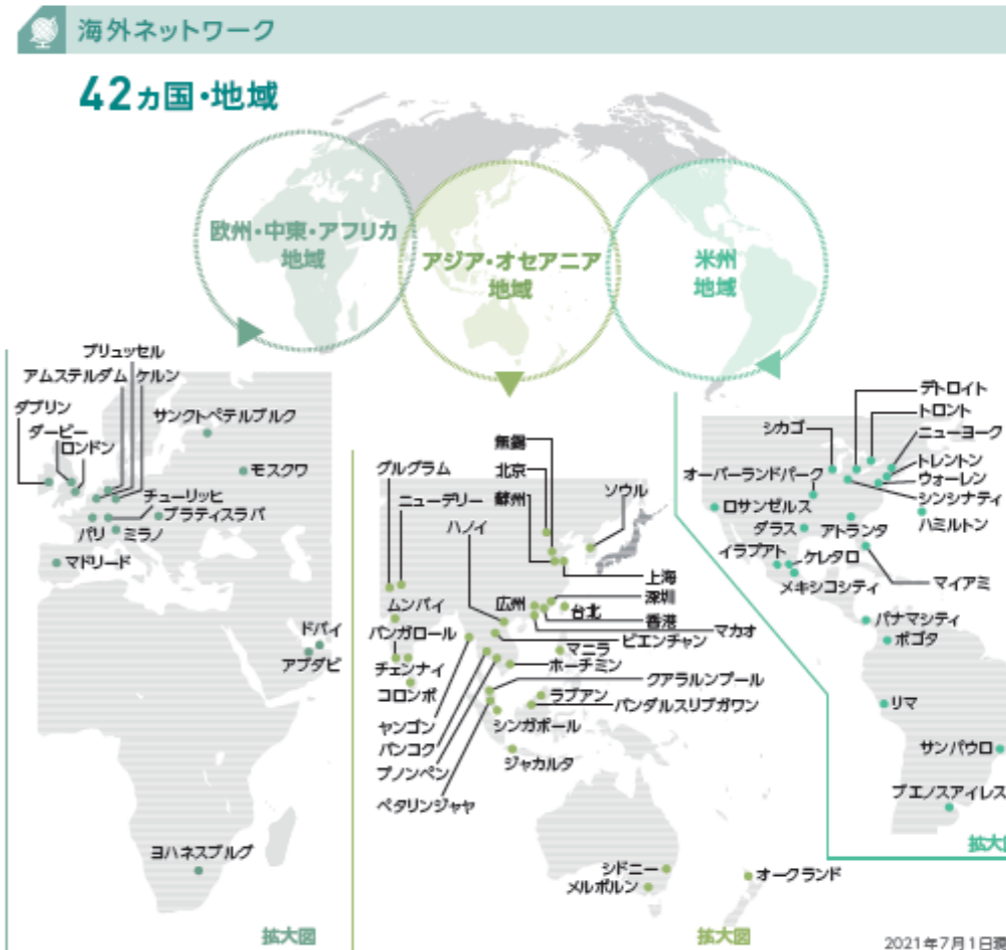 海外ネットワーク
42ヵ国・地域
欧州・中東・アフリカ
地域
アジア・オセアニア
地域
米州
地域
ブリュッセル
アムステルダム
ケルン
ダブリン
ダービー
ロンドン
サンクトペテルブルク
モスクワ
チューリッヒ
ブラティスラバ
パリ
ミラノ
マドリード
ドバイ
アブダビ
ヨハネスブルグ
拡大図
無錫
北京
蘇州
グルグラム
ニューデリー
ハノイ
ソウル
上海
深圳
広州
台北
香港
マカオ
ムンバイ
バンガロール
ビエンチャン
マニラ
チェンナイ
ホーチミン
コロンボ
クアラルンプール
ラブアン
バンダルスリブガワン
ヤンゴン
シンガポール
バンコク
ジャカルタ
プノンペン
ペタリンジャヤ
シドニー
メルボルン
オークランド
拡大図
デトロイト
トロント
シカゴ
ニューヨーク
オーバーランドパーク
トレントン
ウォーレン
シンシナティ
ロサンゼルス
ハミルトン
ダラス
アトランタ
イラプアト
ケレタロ
メキシコシティ
マイアミ
パナマシティ
ボゴタ
リマ
サンパウロ
ブエノスアイレス
拡大
2021年7月1日